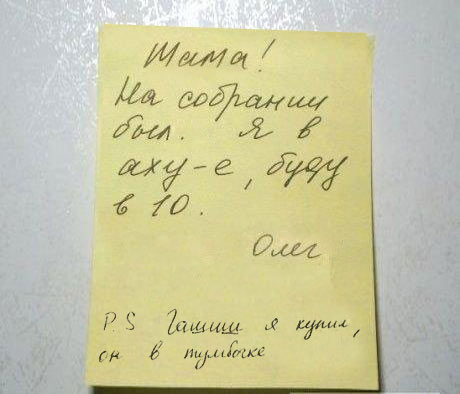 Мама!
На собрании
был. Я в
аху-е, буду
в 10.
Олег
P.S Гашиш я купил,
он в тумбочке